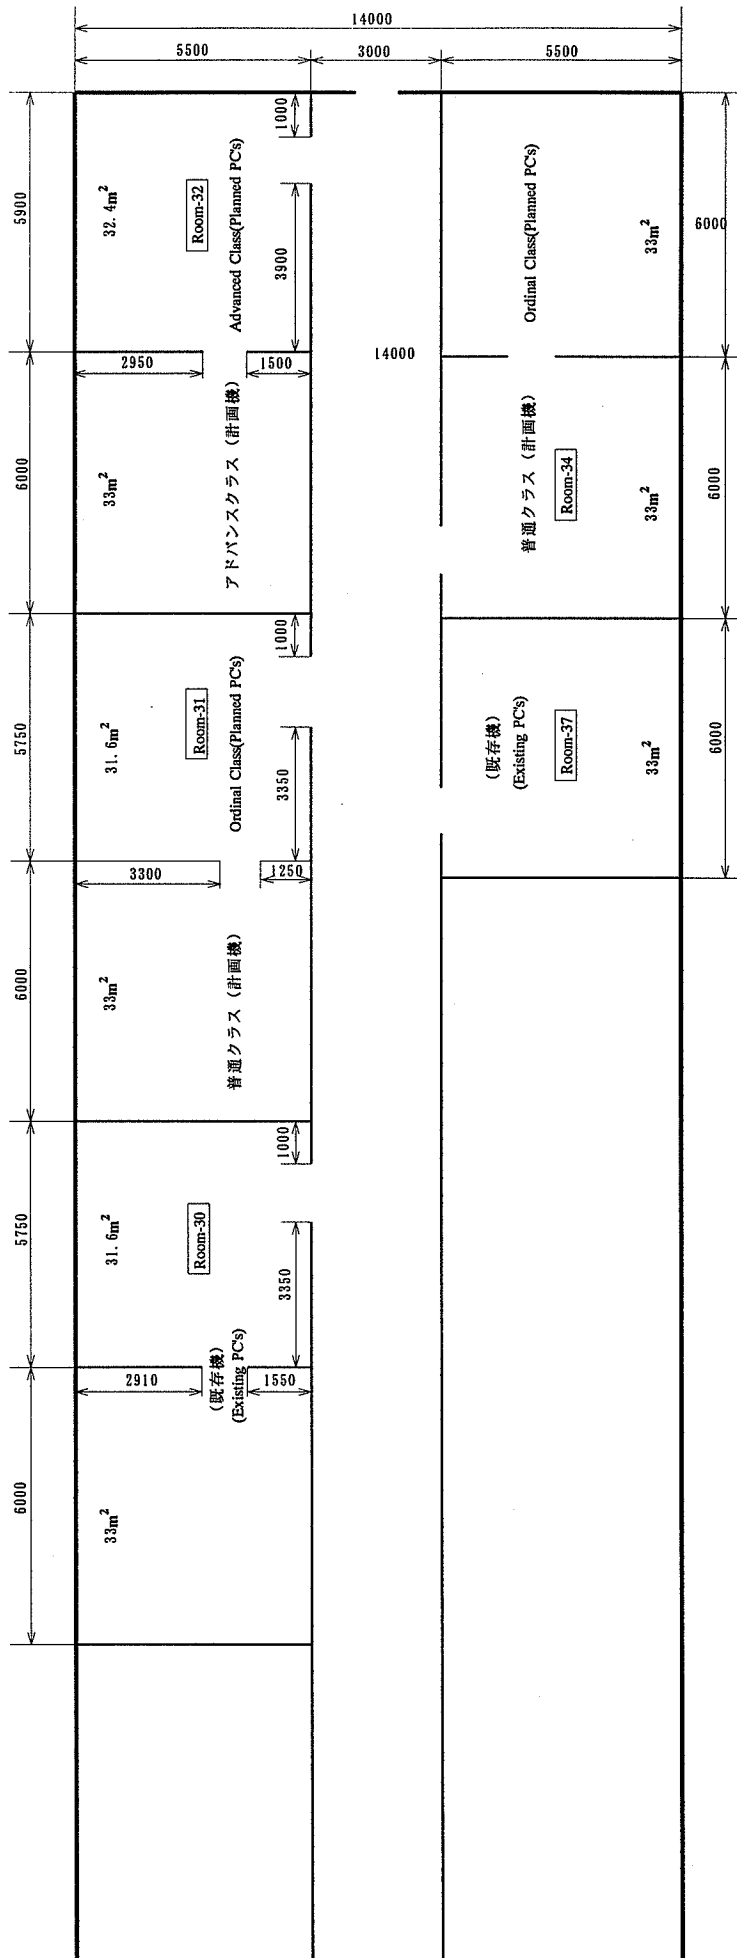 14000
5500
3000
5500
5900
32.4m²
Room-32
Advanced Class(Planned PC's)
1000
3900
Ordinal Class(Planned PC's)
33m²
6000
2950
1500
14000
6000
33m²
アドバンスクラス（計画機）
普通クラス（計画機）
Room-34
33m²
6000
5750
31.6m²
Room-31
Ordinal Class(Planned PC's)
1000
3350
（既存機）
(Existing PC's)
Room-37
33m²
6000
3300
1250
6000
33m²
普通クラス（計画機）
5750
31.6m²
Room-30
1000
3350
（既存機）
(Existing PC's)
2910
1550
6000
33m²